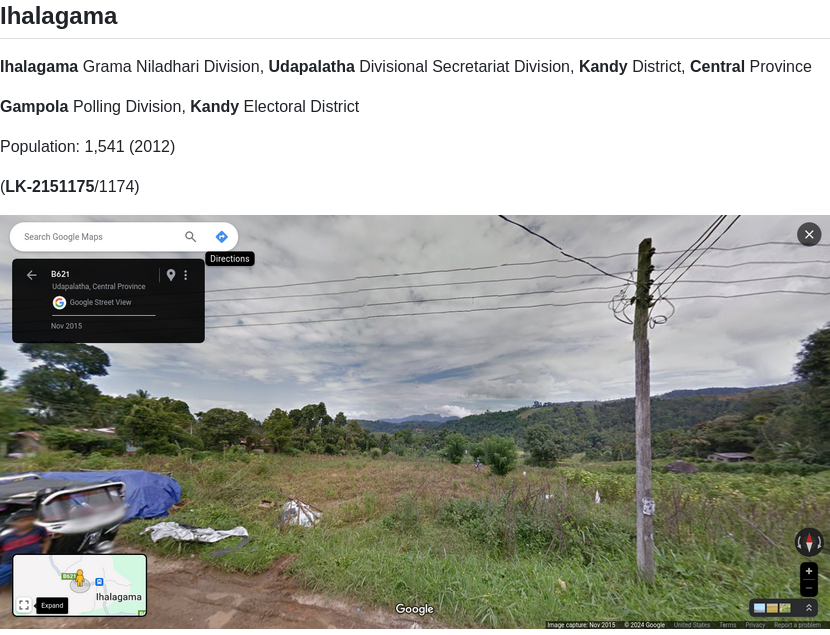 Ihalagama
Ihalagama Grama Niladhari Division, Udapalatha Divisional Secretariat Division, Kandy District, Central Province
Gampola Polling Division, Kandy Electoral District
Population: 1,541 (2012)
(LK-2151175/1174)
Search Google Maps
Directions
B621
Udapalatha, Central Province
Google Street View
Nov 2015
B621
Ihalagama
Expand
Google
Image capture: Nov 2015 © 2024 Google United States Terms Privacy Report a problem